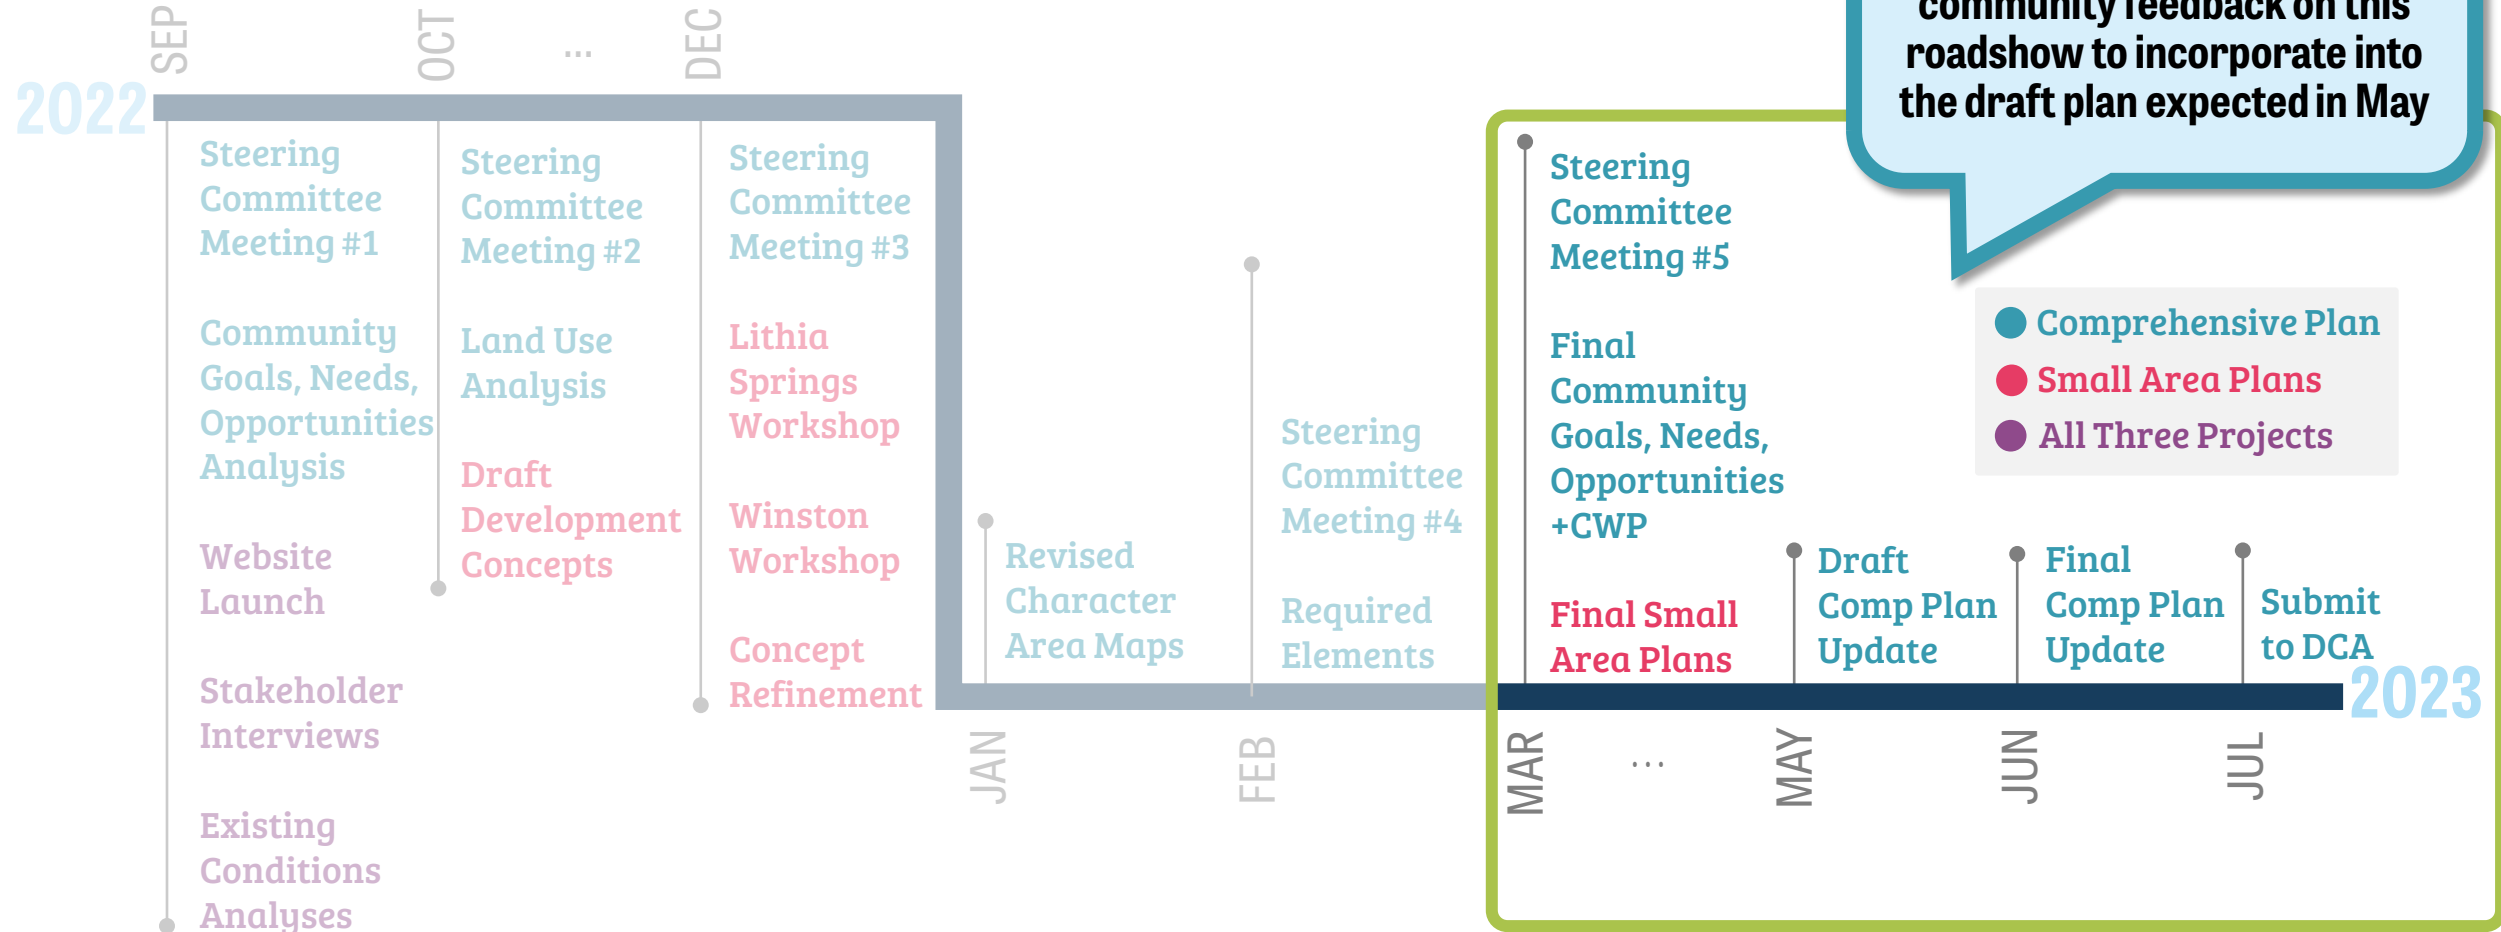 SEP
OCT
...
DEC
2022
Steering
Committee
Meeting #1
Community
Goals, Needs,
Opportunities
Analysis
Website
Launch
Stakeholder
Interviews
Existing
Conditions
Analyses
Steering
Committee
Meeting #2
Land Use
Analysis
Draft
Development
Concepts
Steering
Committee
Meeting #3
Lithia
Springs
Workshop
Winston
Workshop
Concept
Refinement
Revised
Character
Area Maps
Steering
Committee
Meeting #4
Required
Elements
Steering
Committee
Meeting #5
Final
Community
Goals, Needs,
Opportunities
+CWP
Final Small
Area Plans
community feedback on this
roadshow to incorporate into
the draft plan expected in May
Comprehensive Plan
Small Area Plans
All Three Projects
Draft
Comp Plan
Update
Final
Comp Plan
Update
Submit
to DCA
2023
JAN
FEB
MAR
...
MAY
JUN
JUL